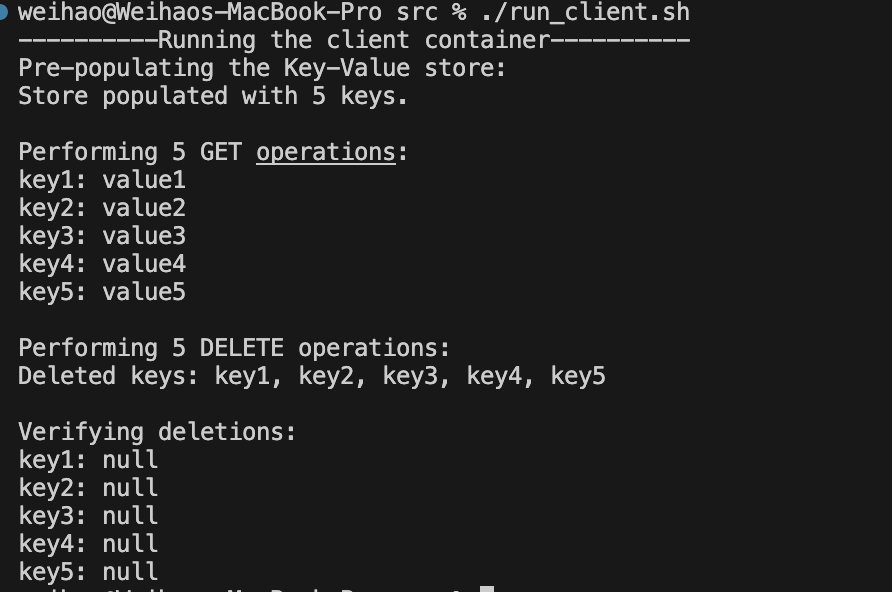 weihao@Weihaos-MacBook-Pro src % ./run_client.sh
----------Running the client container----------
Pre-populating the Key-Value store:
Store populated with 5 keys.
Performing 5 GET operations:
key1: value1
key2: value2
key3: value3
key4: value4
key5: value5
Performing 5 DELETE operations:
Deleted keys: key1, key2, key3, key4, key5
Verifying deletions:
key1: null
key2: null
key3: null
key4: null
key5: null